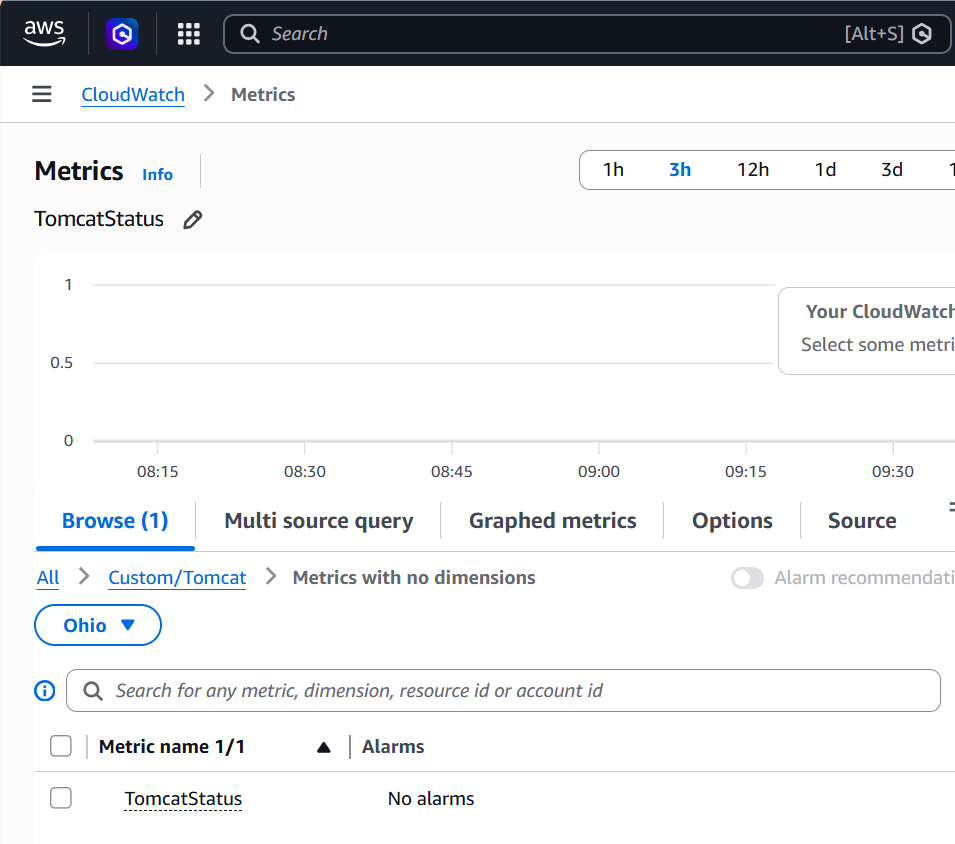 aws
Search [Alt+S]
CloudWatch > Metrics
Metrics Info
1h 3h 12h 1d 3d 1
TomcatStatus
1
Your CloudWatch
0.5
Select some metri
0
08:15 08:30 08:45 09:00 09:15 09:30
Browse (1) Multi source query Graphed metrics Options Source
All > Custom/Tomcat > Metrics with no dimensions Alarm recommendati
Ohio
Search for any metric, dimension, resource id or account id
Metric name 1/1 Alarms
TomcatStatus No alarms